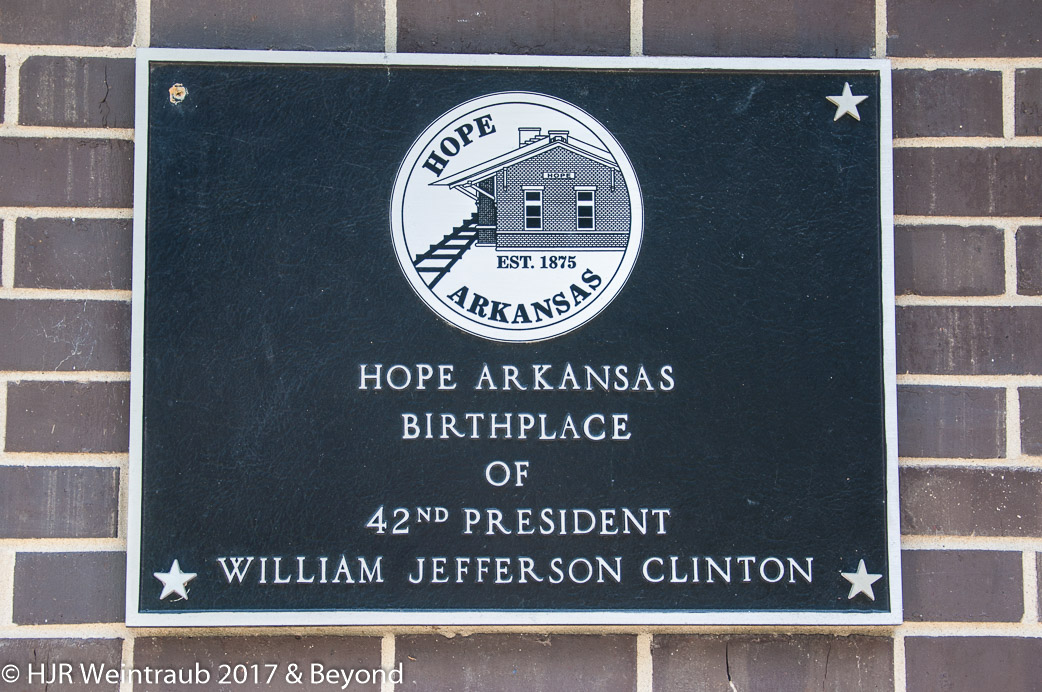 HOPE
HOPE
EST. 1875
ARKANSAS
HOPE ARKANSAS
BIRTHPLACE
OF
42ND PRESIDENT
WILLIAM JEFFERSON CLINTON
© HJR Weintraub 2017 & Beyond